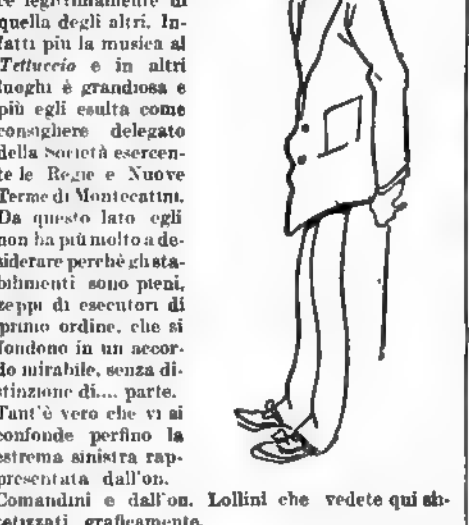 re legittimamente di
quella degli altri. In-
fatti più la musica al
Tettuccio e in altri
luoghi è grandiosa e
più egli esulta come
consigliere delegato
della Società esercen-
te le Regie e Nuove
Terme di Montecatini.
Da questo lato egli
non ha più molto a de-
siderare perchè gli sta-
bilimenti sono pieni,
zeppi di esecutori di
primo ordine, che si
fondono in un accor-
do mirabile, senza di-
stinzione di.... parte.
Tant'è vero che vi si
confonde perfino la
estrema sinistra rap-
presentata dall'on.
Comandini e dall'on. Lollini che vedete qui sin-
tetizzati graficamente.